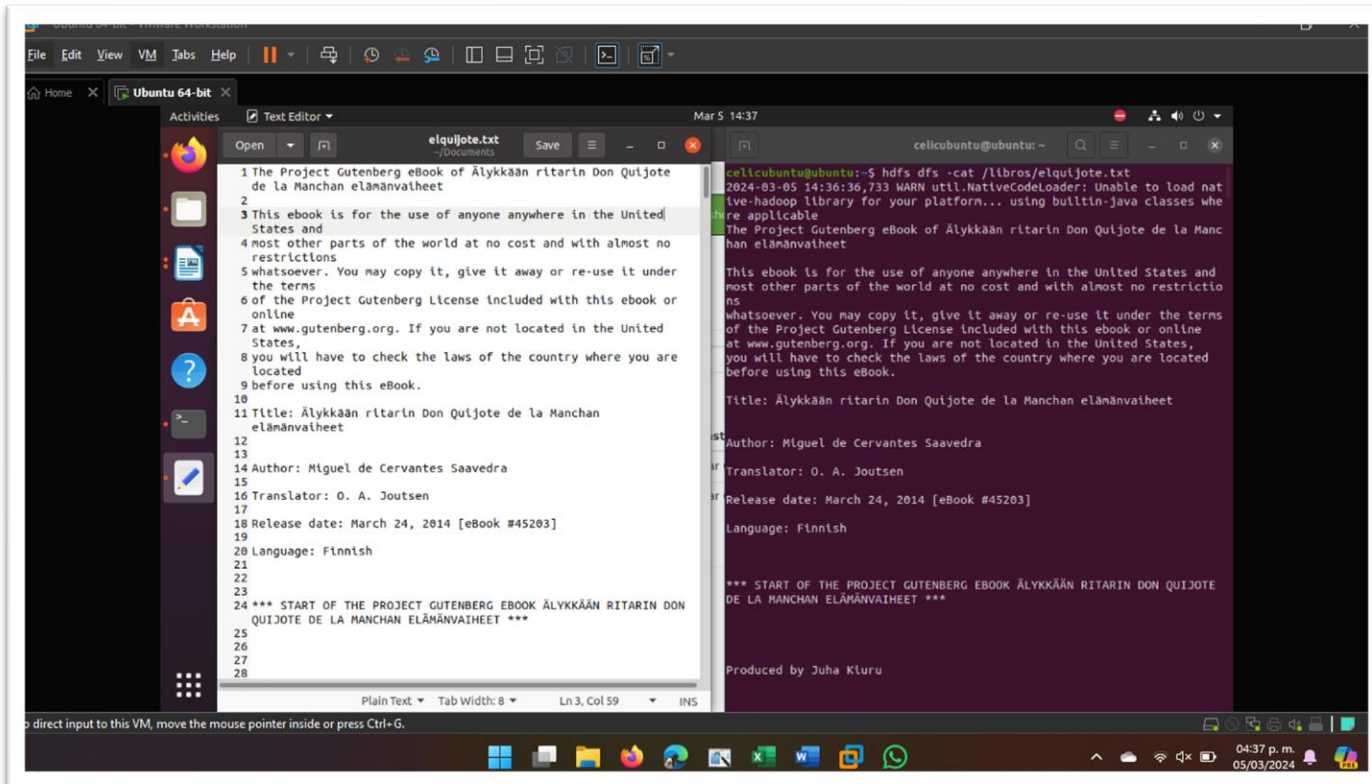 Ubuntu 64-bit - VMware Workstation
File Edit View VM Tabs Help
Home Ubuntu 64-bit
Activities Text Editor Mar 5 14:37
Open elquijote.txt Save
~/Documents
1 The Project Gutenberg eBook of Älykkään ritarin Don Quijote
de la Manchan elämänvaiheet
2
3 This ebook is for the use of anyone anywhere in the United
States and
4 most other parts of the world at no cost and with almost no
restrictions
5 whatsoever. You may copy it, give it away or re-use it under
the terms
6 of the Project Gutenberg License included with this ebook or
online
7 at www.gutenberg.org. If you are not located in the United
States,
8 you will have to check the laws of the country where you are
located
9 before using this eBook.
10
11 Title: Älykkään ritarin Don Quijote de la Manchan
elämänvaiheet
12
13
14 Author: Miguel de Cervantes Saavedra
15
16 Translator: O. A. Joutsen
17
18 Release date: March 24, 2014 [eBook #45203]
19
20 Language: Finnish
21
22
23
24 *** START OF THE PROJECT GUTENBERG EBOOK ÄLYKKÄÄN RITARIN DON
QUIJOTE DE LA MANCHAN ELÄMÄNVAIHEET ***
25
26
27
28
Plain Text Tab Width: 8 Ln 3, Col 59 INS
celicubuntu@ubuntu: ~
celicubuntu@ubuntu:~$ hdfs dfs -cat /libros/elquijote.txt
2024-03-05 14:36:36,733 WARN util.NativeCodeLoader: Unable to load nat
ive-hadoop library for your platform... using builtin-java classes whe
re applicable
The Project Gutenberg eBook of Älykkään ritarin Don Quijote de la Manc
han elämänvaiheet
This ebook is for the use of anyone anywhere in the United States and
most other parts of the world at no cost and with almost no restrictio
ns
whatsoever. You may copy it, give it away or re-use it under the terms
of the Project Gutenberg License included with this ebook or online
at www.gutenberg.org. If you are not located in the United States,
you will have to check the laws of the country where you are located
before using this eBook.
Title: Älykkään ritarin Don Quijote de la Manchan elämänvaiheet
Author: Miguel de Cervantes Saavedra
Translator: O. A. Joutsen
Release date: March 24, 2014 [eBook #45203]
Language: Finnish
*** START OF THE PROJECT GUTENBERG EBOOK ÄLYKKÄÄN RITARIN DON QUIJOTE
DE LA MANCHAN ELÄMÄNVAIHEET ***
Produced by Juha Kiuru
o direct input to this VM, move the mouse pointer inside or press Ctrl+G.
04:37 p. m.
05/03/2024